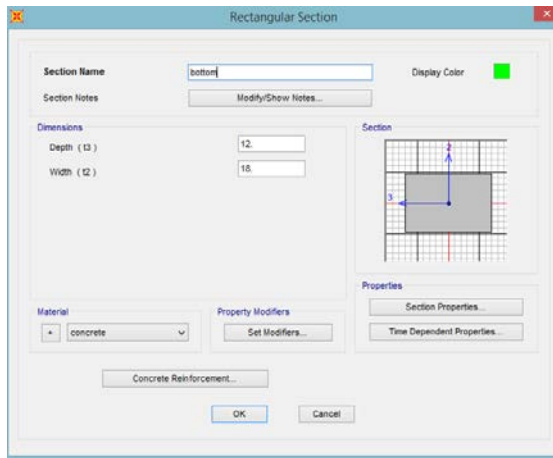 Rectangular Section
Section Name
bottom
Display Color
Section Notes
Modify/Show Notes...
Dimensions
Depth ( t3 )
12.
Width ( t2 )
18.
Section
2
3
Properties
Section Properties...
Time Dependent Properties...
Material
+
concrete
Property Modifiers
Set Modifiers...
Concrete Reinforcement...
OK
Cancel